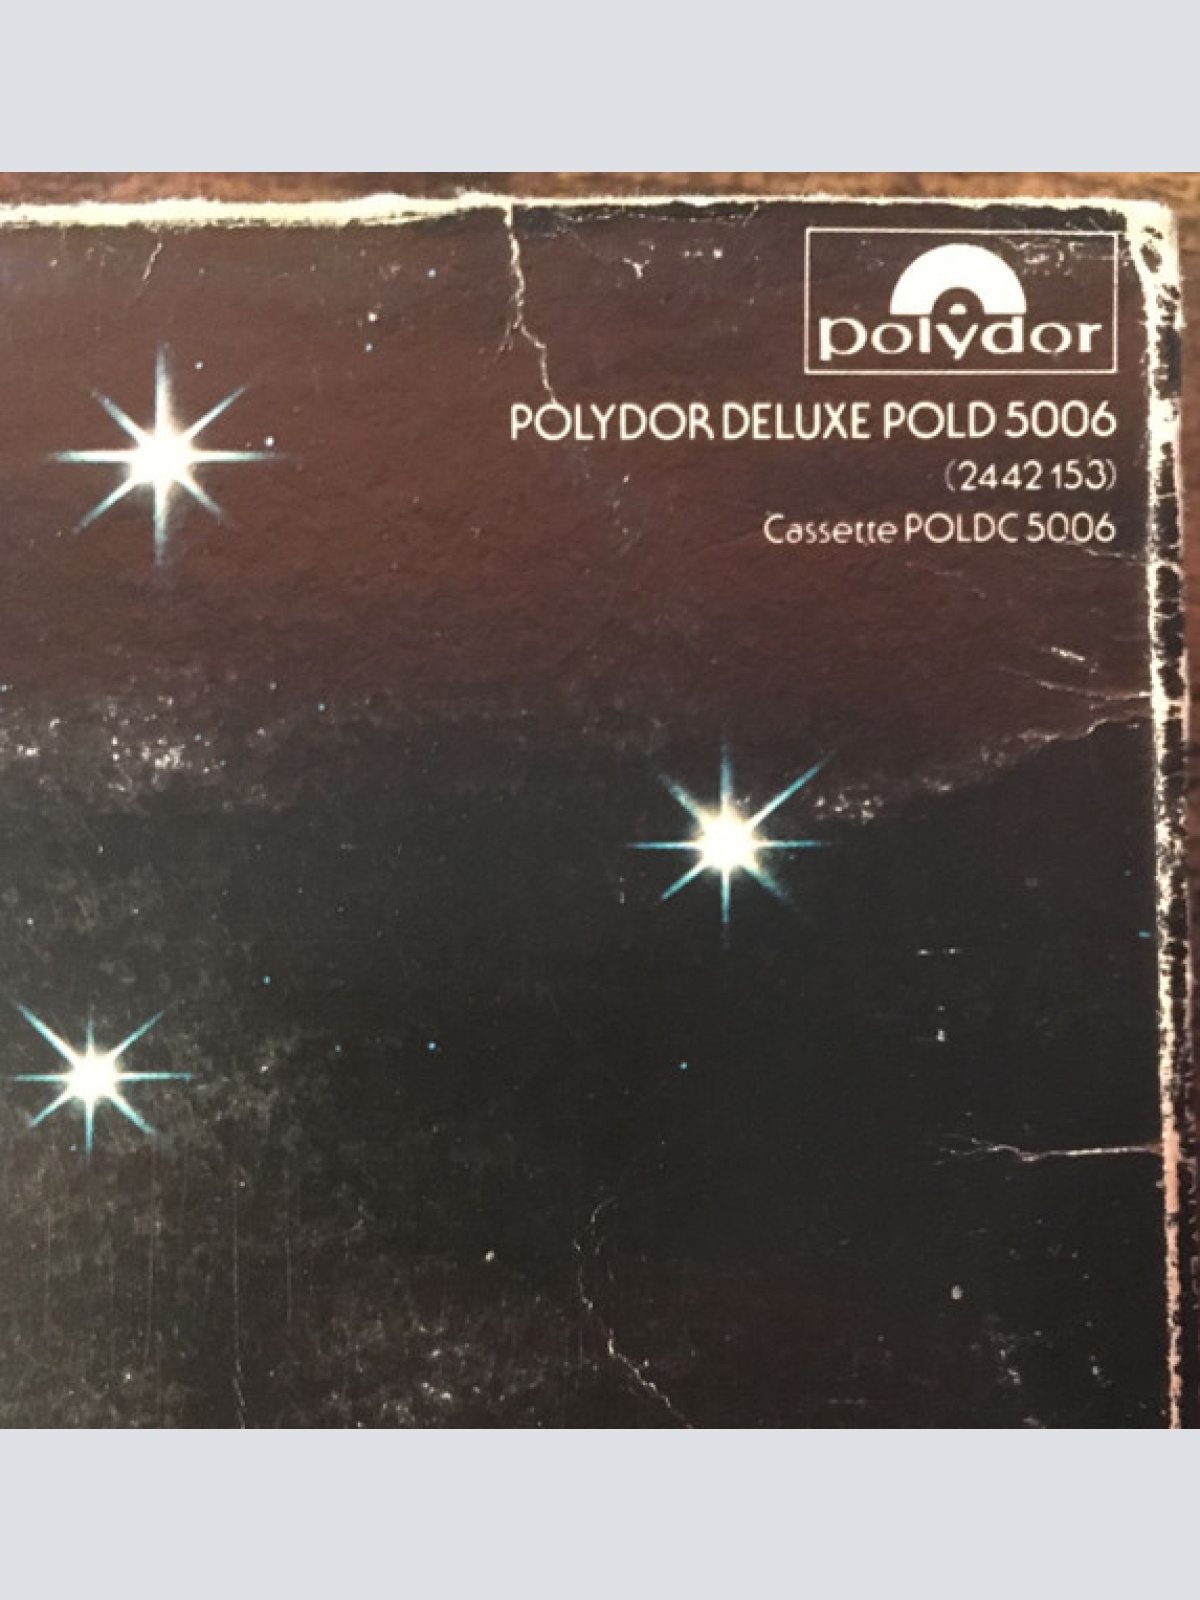 polydor
POLYDOR DELUXE POLD 5006
(2442 153)
Cassette POLDC 5006